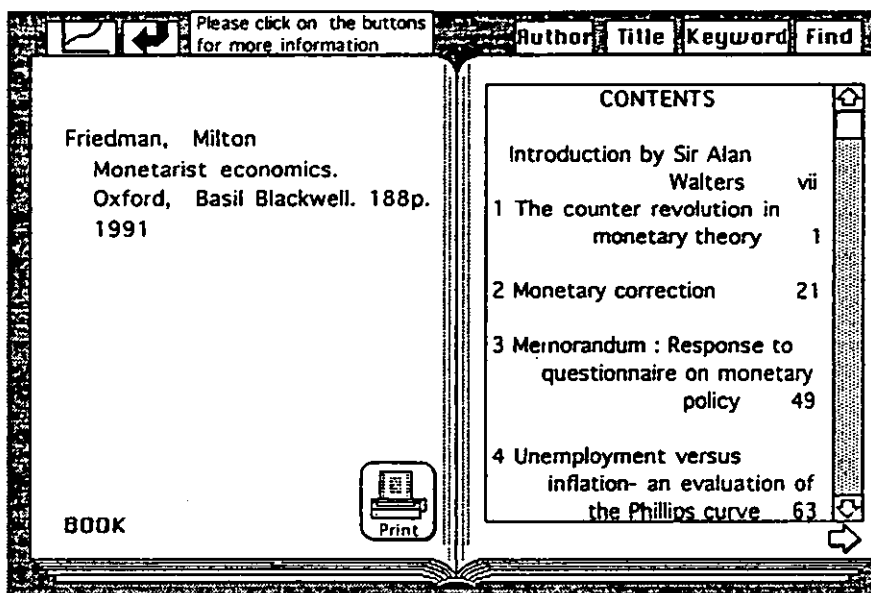 Please click on the buttons
for more information
Author Title Keyword Find
Friedman, Milton
Monetarist economics.
Oxford, Basil Blackwell. 188p.
1991
BOOK
Print
CONTENTS
Introduction by Sir Alan
Walters vii
1 The counter revolution in
monetary theory 1
2 Monetary correction 21
3 Memorandum : Response to
questionnaire on monetary
policy 49
4 Unemployment versus
inflation- an evaluation of
the Phillips curve 63